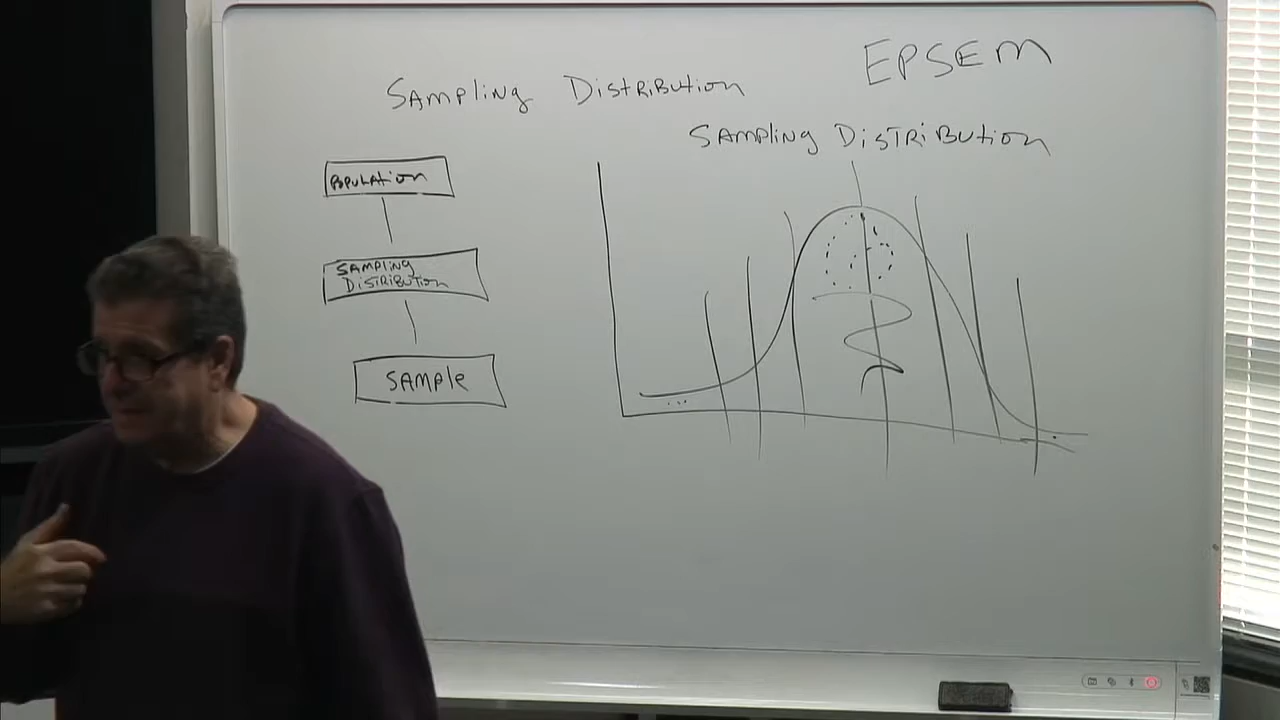 EPSEM
SAMPLING DISTRIBUTION
SAMPLING DISTRIBUTION
POPULATION
SAMPLING
DISTRIBUTION
SAMPLE